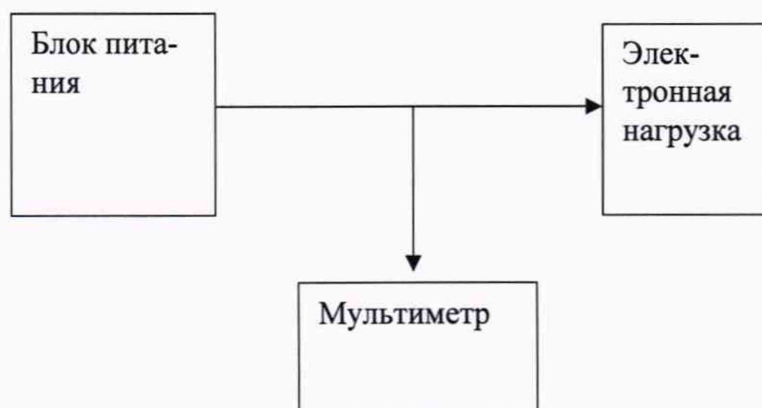 Блок пита-
ния
Элек-
тронная
нагрузка
Мультиметр